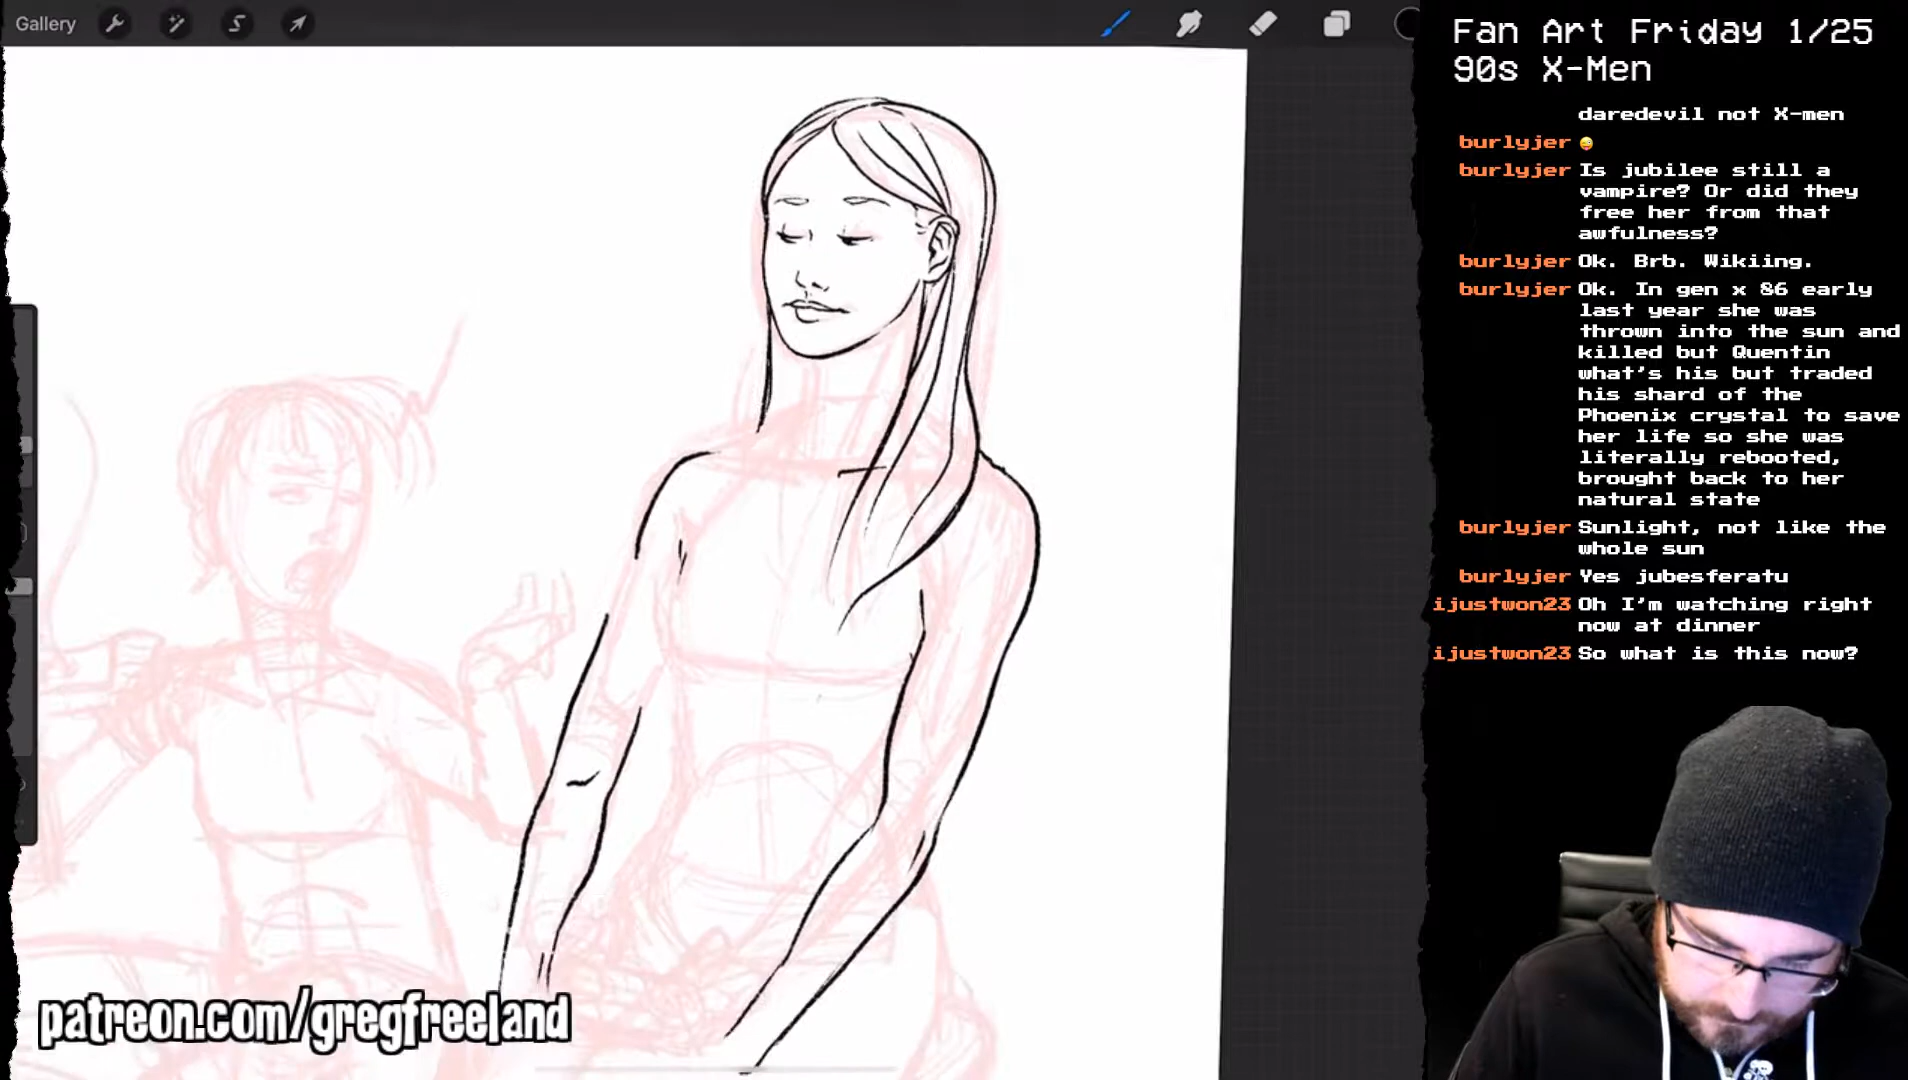 Gallery
Fan Art Friday 1/25
90s X-Men
daredevil not X-men
burlyjer
burlyjer Is jubilee still a
vampire? Or did they
free her from that
awfulness?
burlyjer Ok. Brb. Wikiing.
burlyjer Ok. In gen x 86 early
last year she was
thrown into the sun and
killed but Quentin
what's his but traded
his shard of the
Phoenix crystal to save
her life so she was
literally rebooted,
brought back to her
natural state
burlyjer Sunlight, not like the
whole sun
burlyjer Yes jubesferatu
ijustwon23 Oh I'm watching right
now at dinner
ijustwon23 So what is this now?
patreon.com/gregfreeland